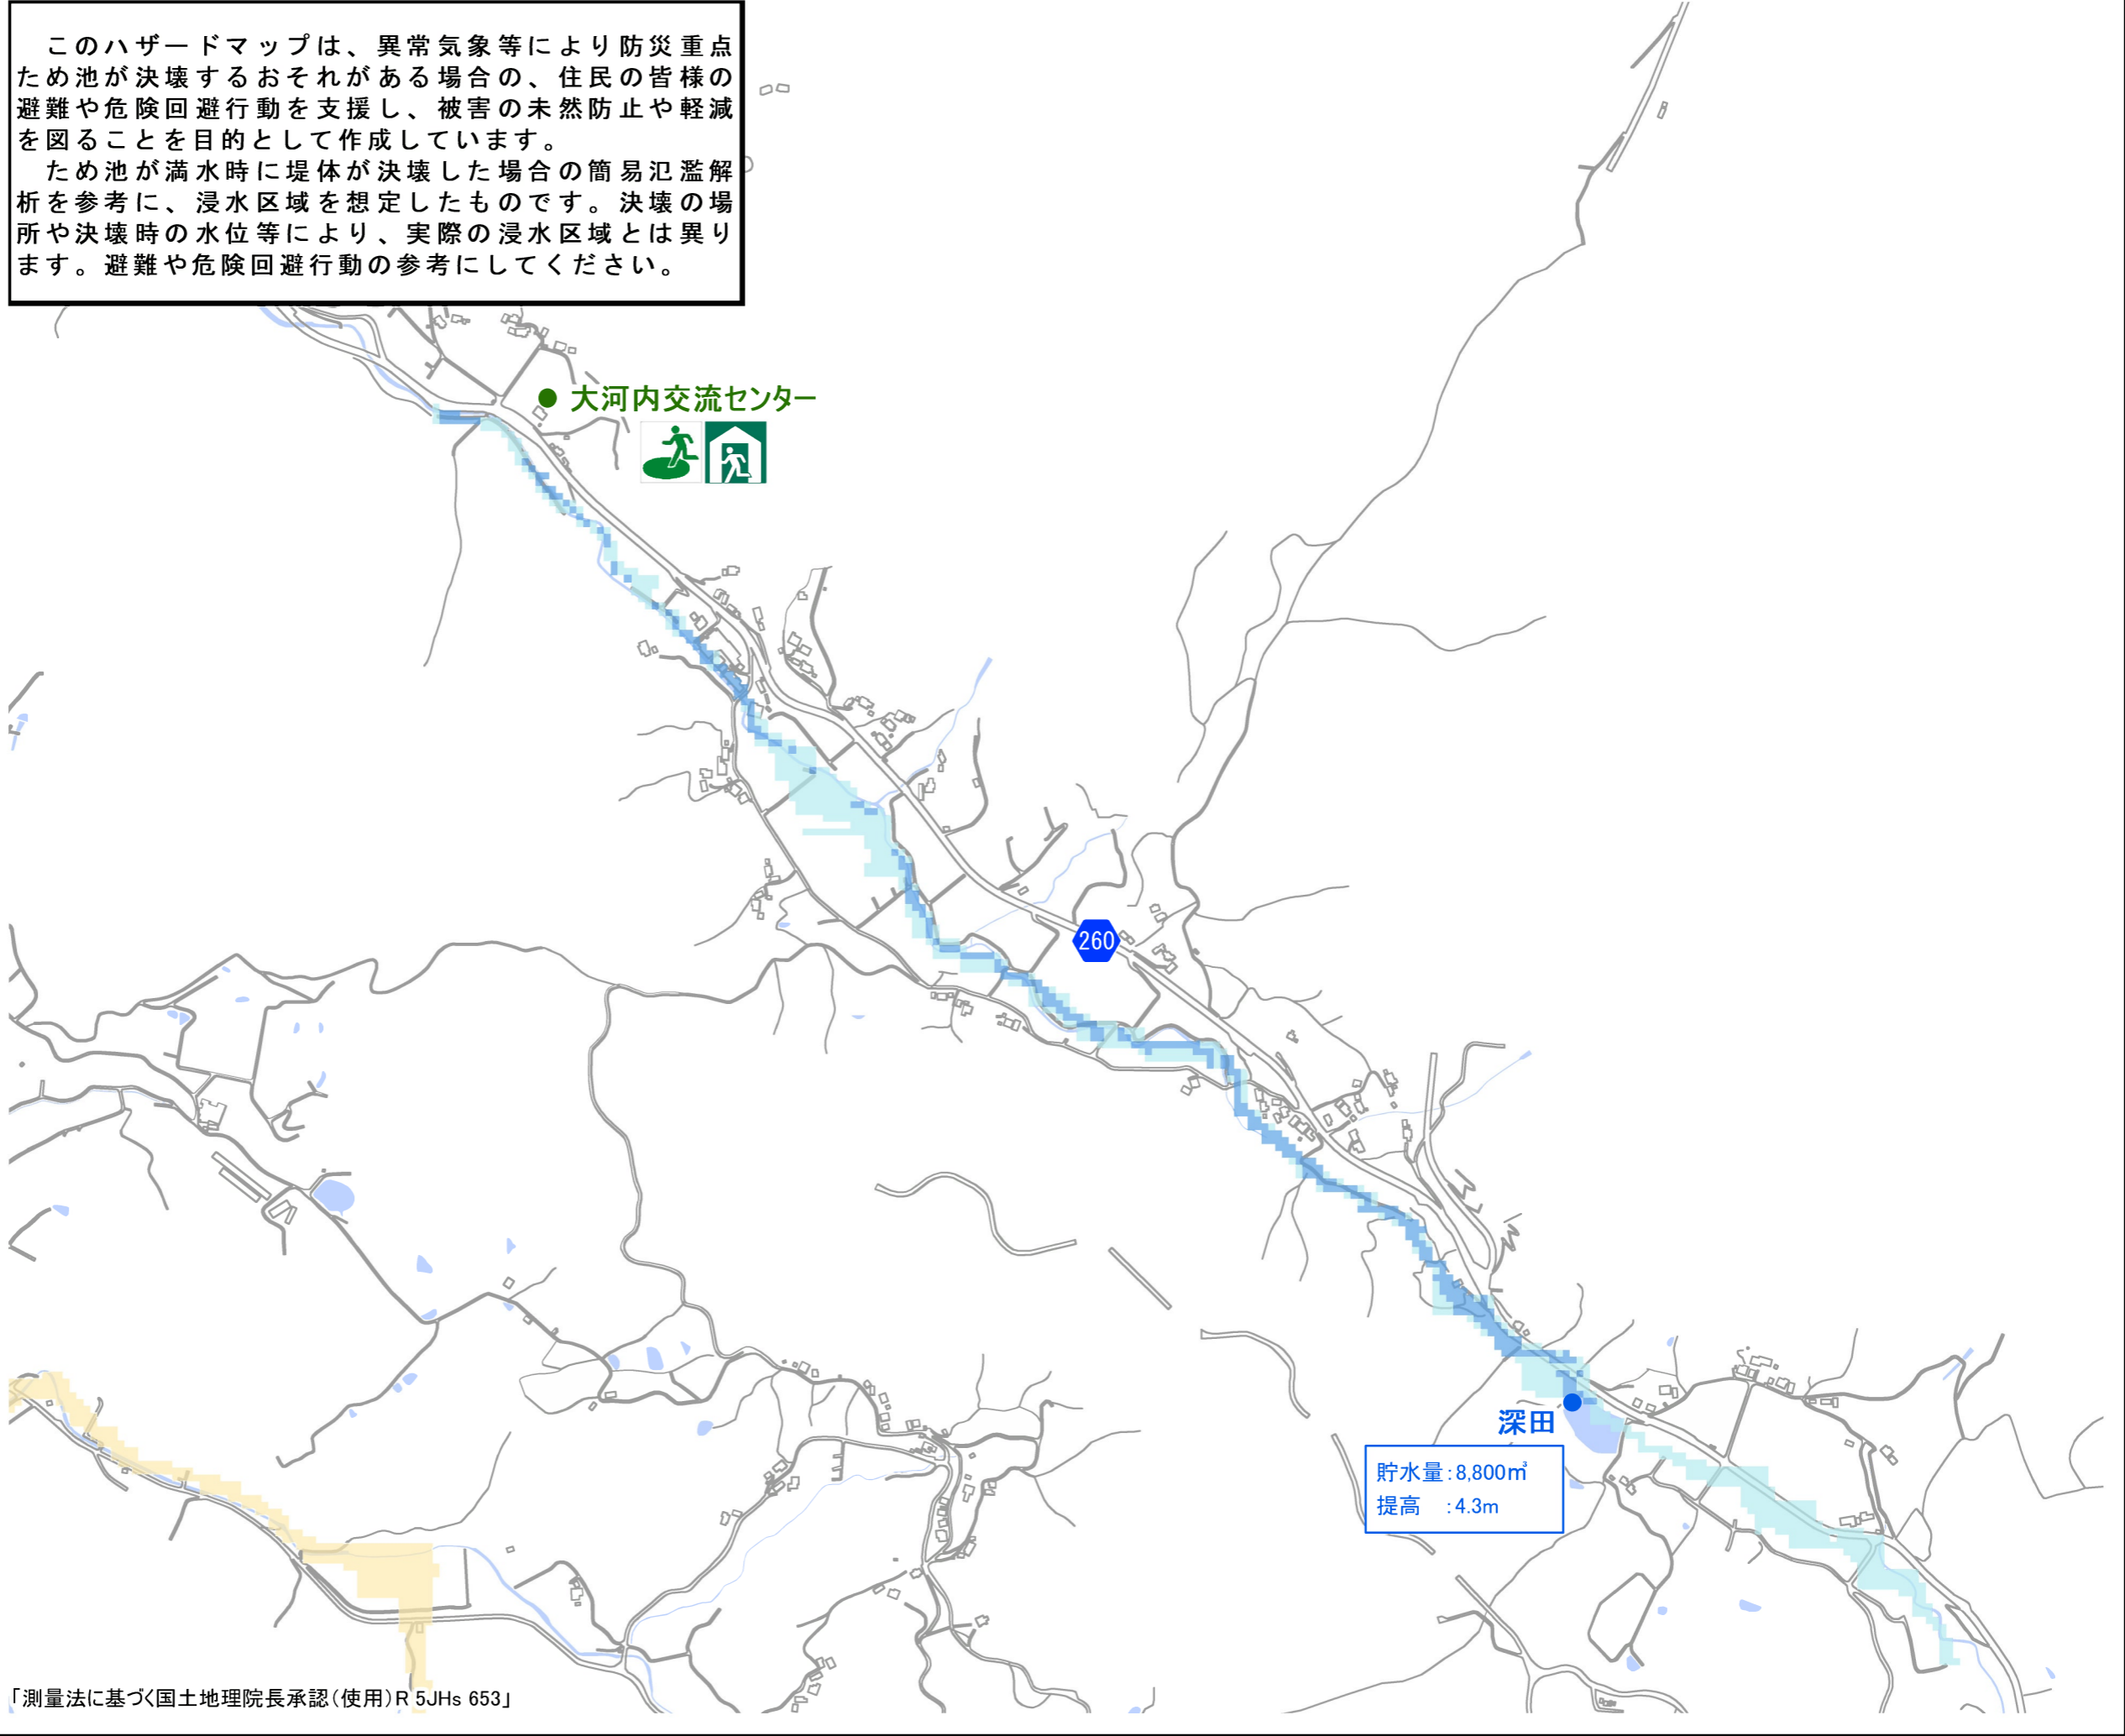 このハザードマップは、異常気象等により防災重点
ため池が決壊するおそれがある場合の、住民の皆様の
避難や危険回避行動を支援し、被害の未然防止や軽減
を図ることを目的として作成しています。
ため池が満水時に堤体が決壊した場合の簡易氾濫解
析を参考に、浸水区域を想定したものです。決壊の場
所や決壊時の水位等により、実際の浸水区域とは異り
ます。避難や危険回避行動の参考にしてください。
大河内交流センター
260
深田
貯水量:8,800㎥
提高 :4.3m
「測量法に基づく国土地理院長承認(使用)R 5JHs 653」